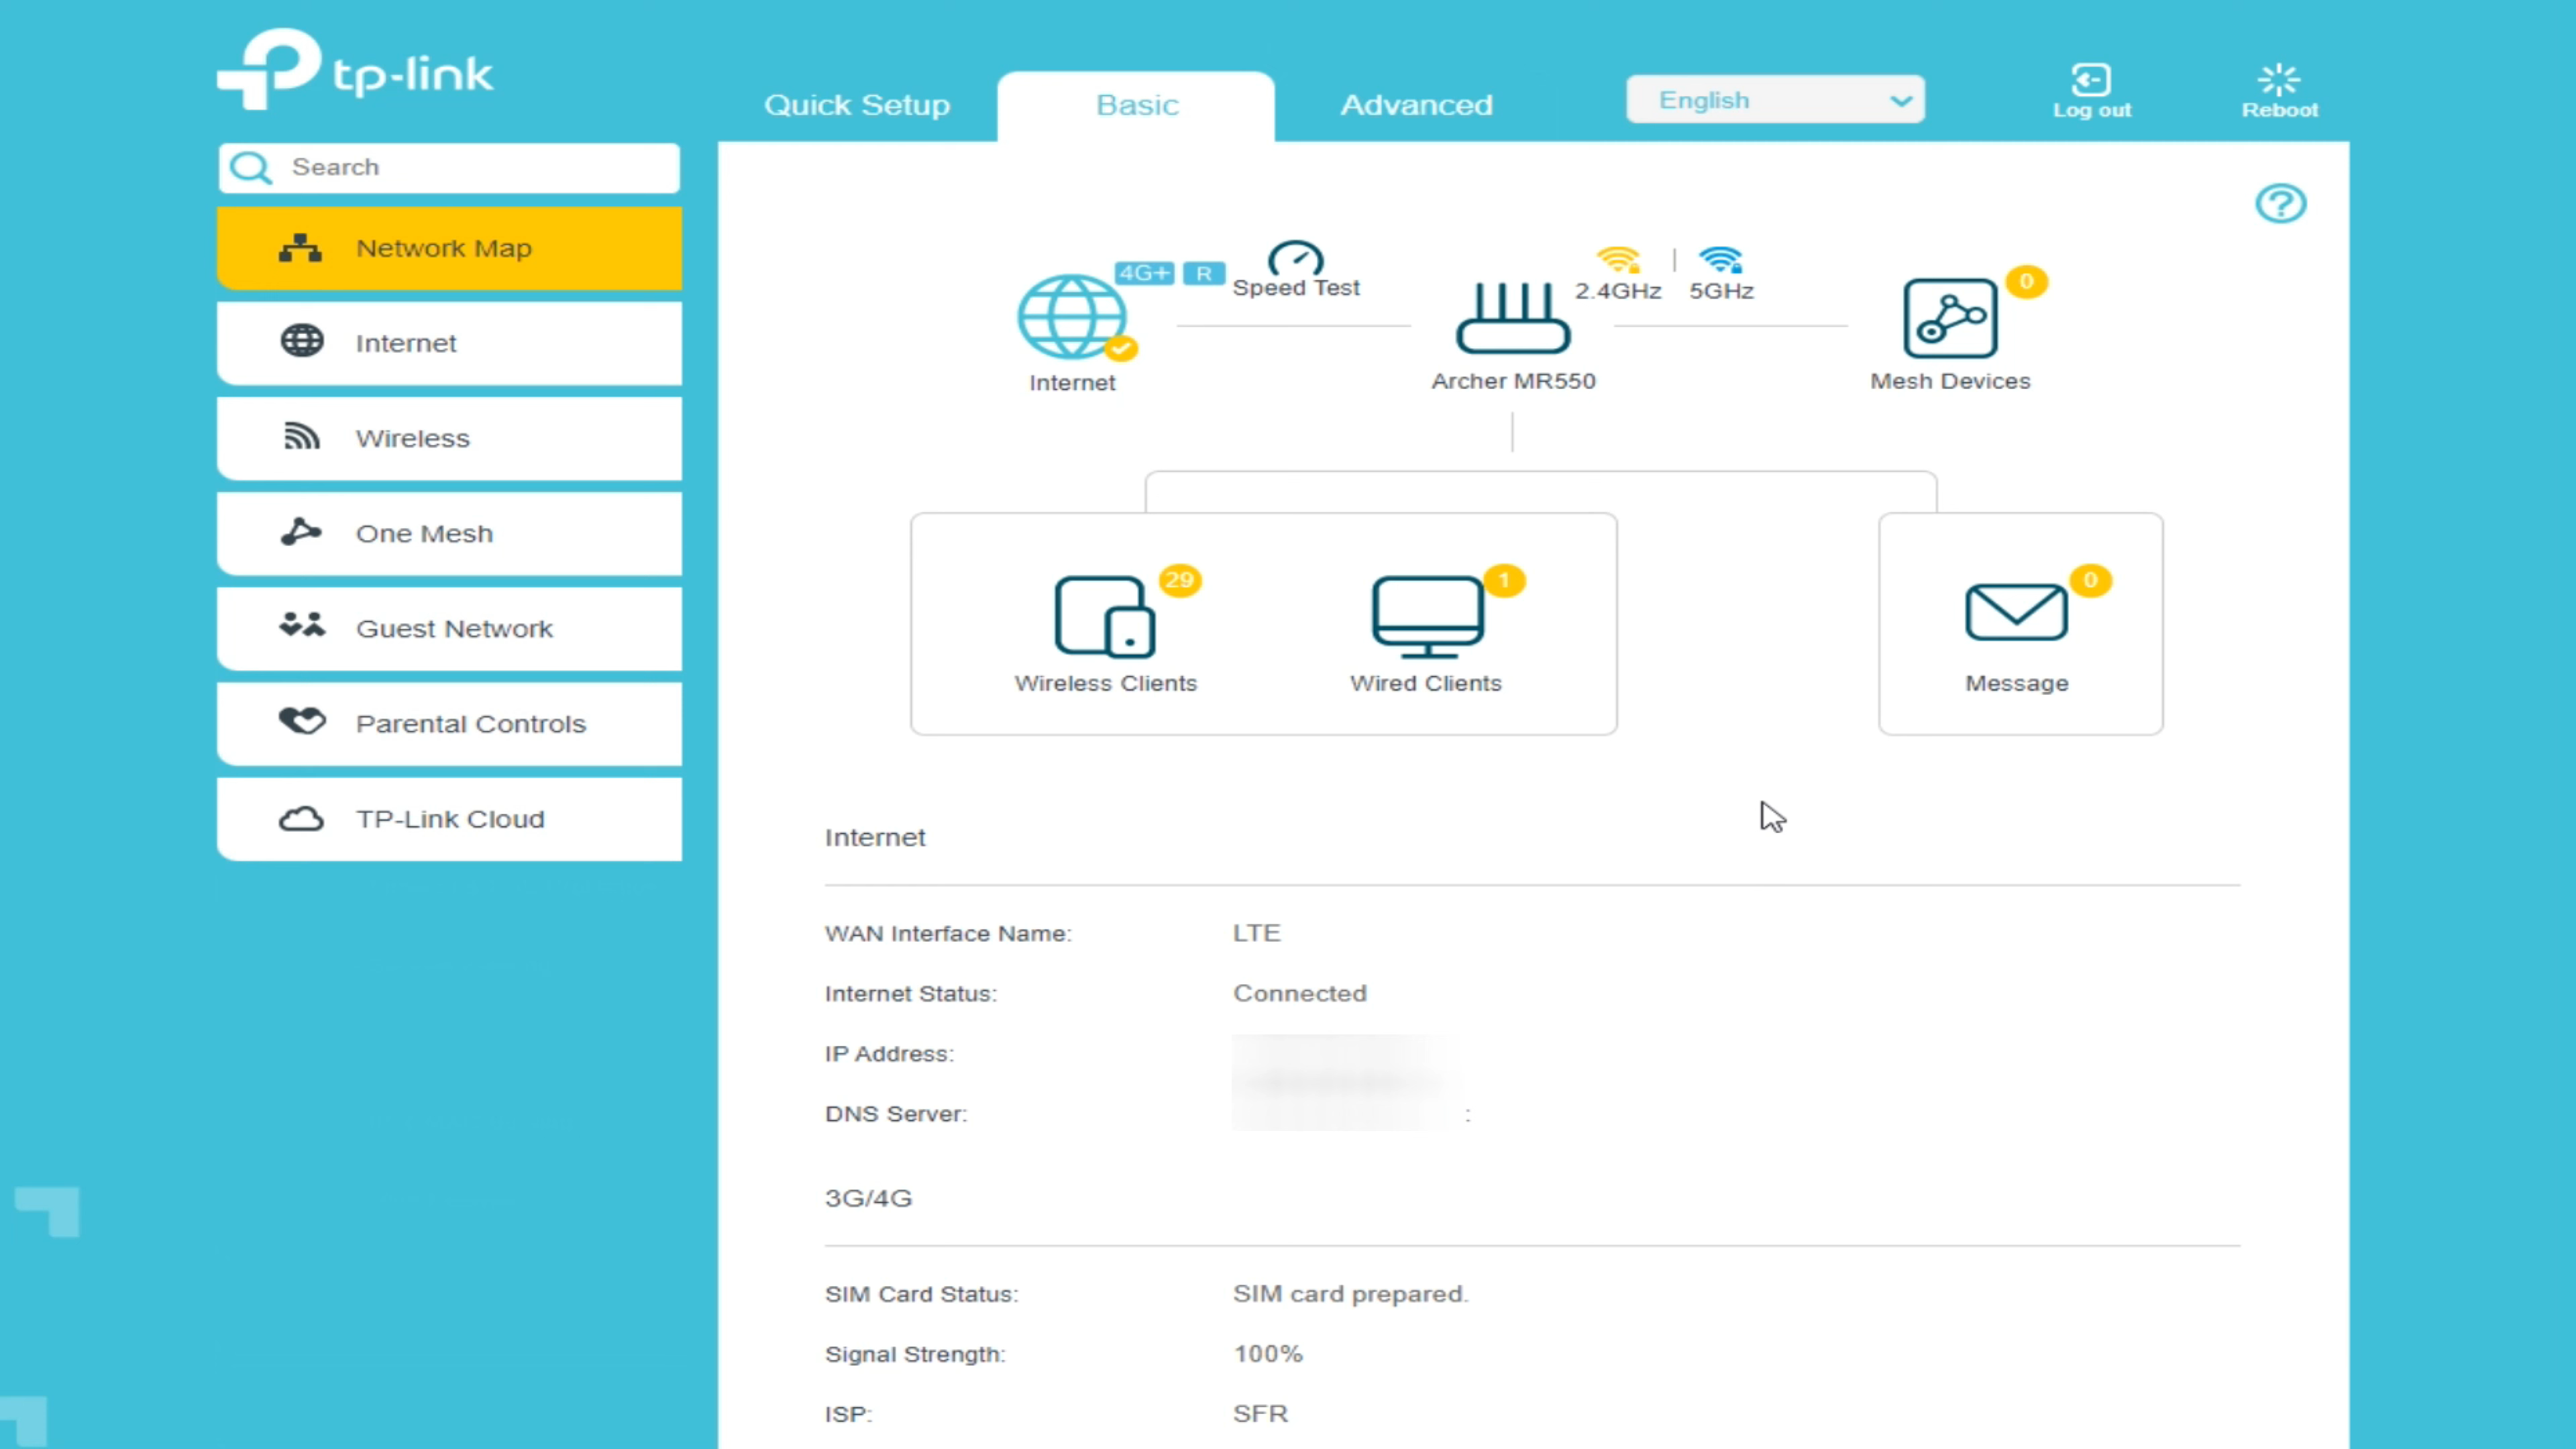 tp-link
Quick Setup
Basic
Advanced
English
Log out
Reboot
Search
Network Map
Internet
Wireless
One Mesh
Guest Network
Parental Controls
TP-Link Cloud
4G+ R
Speed Test
2.4GHz | 5GHz
0
Internet
Archer MR550
Mesh Devices
29
1
0
Wireless Clients
Wired Clients
Message
Internet
WAN Interface Name: LTE
Internet Status: Connected
IP Address:
DNS Server: :
3G/4G
SIM Card Status: SIM card prepared.
Signal Strength: 100%
ISP: SFR